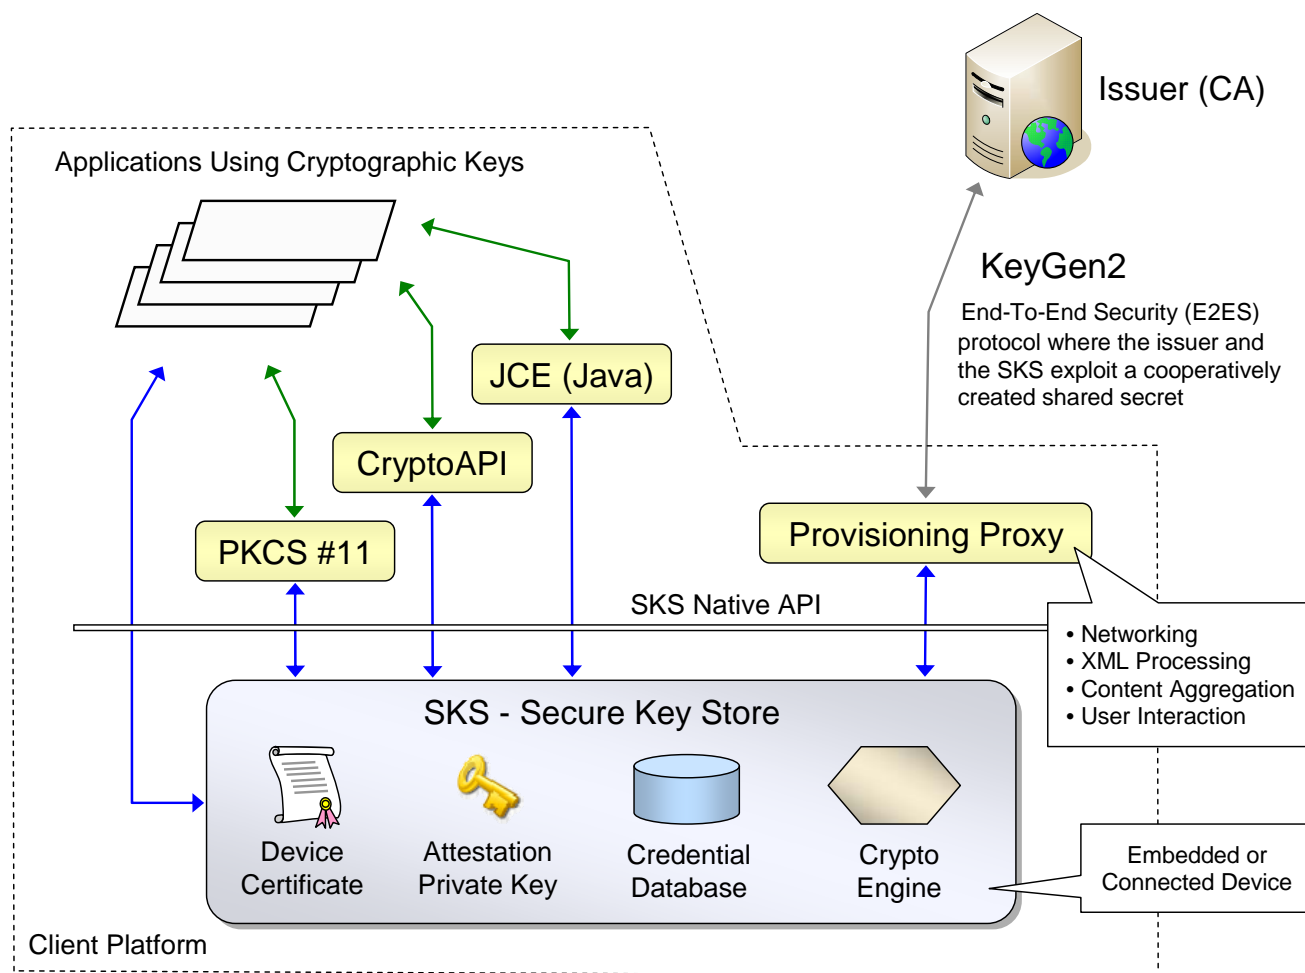 Issuer (CA)
Applications Using Cryptographic Keys
KeyGen2
End-To-End Security (E2ES)
protocol where the issuer and
the SKS exploit a cooperatively
created shared secret
JCE (Java)
CryptoAPI
PKCS #11
Provisioning Proxy
SKS Native API
• Networking
• XML Processing
• Content Aggregation
• User Interaction
SKS - Secure Key Store
Device
Certificate
Attestation
Private Key
Credential
Database
Crypto
Engine
Embedded or
Connected Device
Client Platform